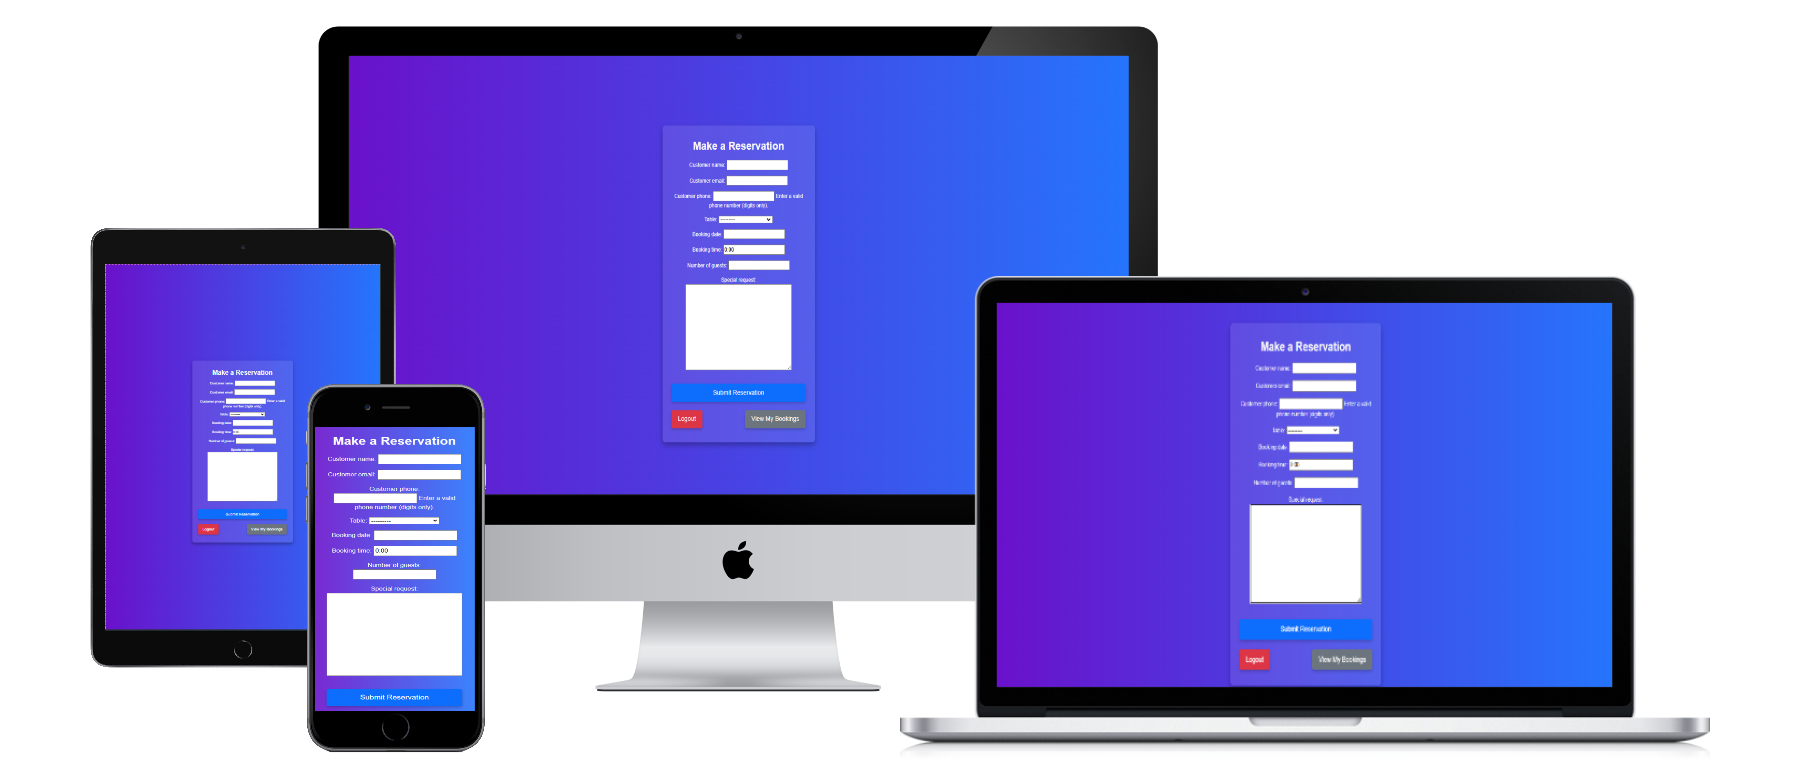 Make a Reservation
Customer name:
Customer email:
Customer phone: Enter a valid
phone number (digits only).
Table: ---------
Booking date:
Booking time: 0:00
Number of guests:
Special request:
Submit Reservation
Logout View My Bookings
Make a Reservation
Customer name:
Customer email:
Customer phone: Enter a valid
phone number (digits only).
Table: ---------
Booking date:
Booking time:
Number of guests:
Special request:
Submit Reservation
Logout View My Bookings
Make a Reservation
Customer name:
Customer email:
Customer phone:
Enter a valid
phone number (digits only).
Table: ---------
Booking date:
Booking time: 0:00
Number of guests:
Special request:
Submit Reservation
Make a Reservation
Customer name:
Customer email:
Customer phone: Enter a valid
phone number (digits only).
Table: ---------
Booking date:
Booking time: 0:00
Number of guests:
Special request:
Submit Reservation
Logout View My Bookings